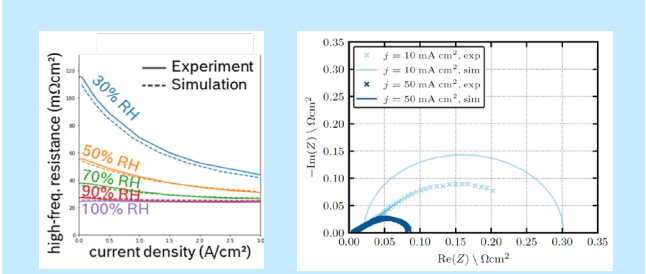 high-freq. resistance (mΩcm²)
120
100
80
60
40
20
0
Experiment
Simulation
30% RH
50% RH
70% RH
90% RH
100% RH
0.0 0.5 1.0 1.5 2.0 2.5 3.0
current density (A/cm²)
−Im(Z) \ Ωcm²
0.35
0.30
0.25
0.20
0.15
0.10
0.05
0.00
j = 10 mA cm², exp
j = 10 mA cm², sim
j = 50 mA cm², exp
j = 50 mA cm², sim
0.00 0.05 0.10 0.15 0.20 0.25 0.30 0.35
Re(Z) \ Ωcm²